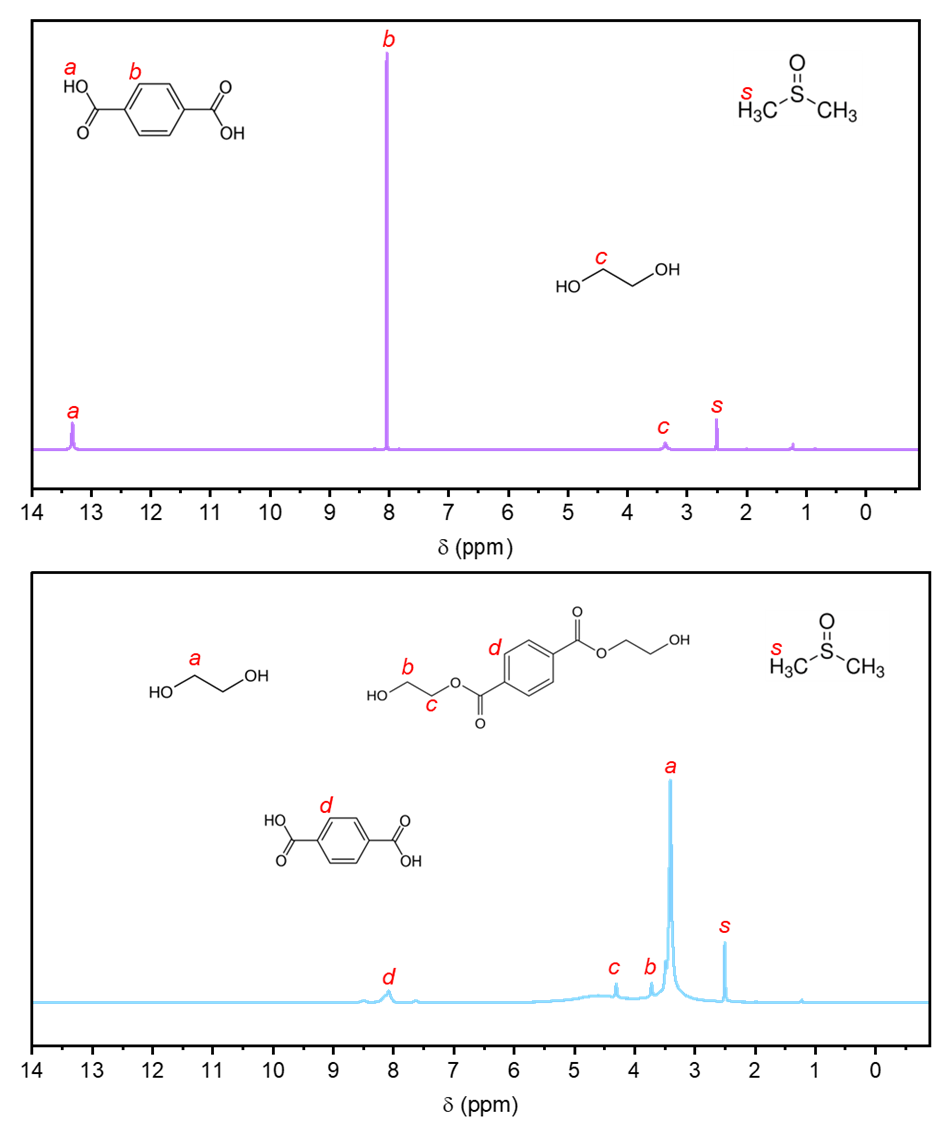 b
a b
HO O
O OH
O
s S
H3C CH3
c
HO OH
a
c
s
14 13 12 11 10 9 8 7 6 5 4 3 2 1 0
δ (ppm)
O
OH
O
a
HO OH
d
b
HO O
c
O
O
s S
H3C CH3
a
d
HO O
O OH
s
d
c b
14 13 12 11 10 9 8 7 6 5 4 3 2 1 0
δ (ppm)